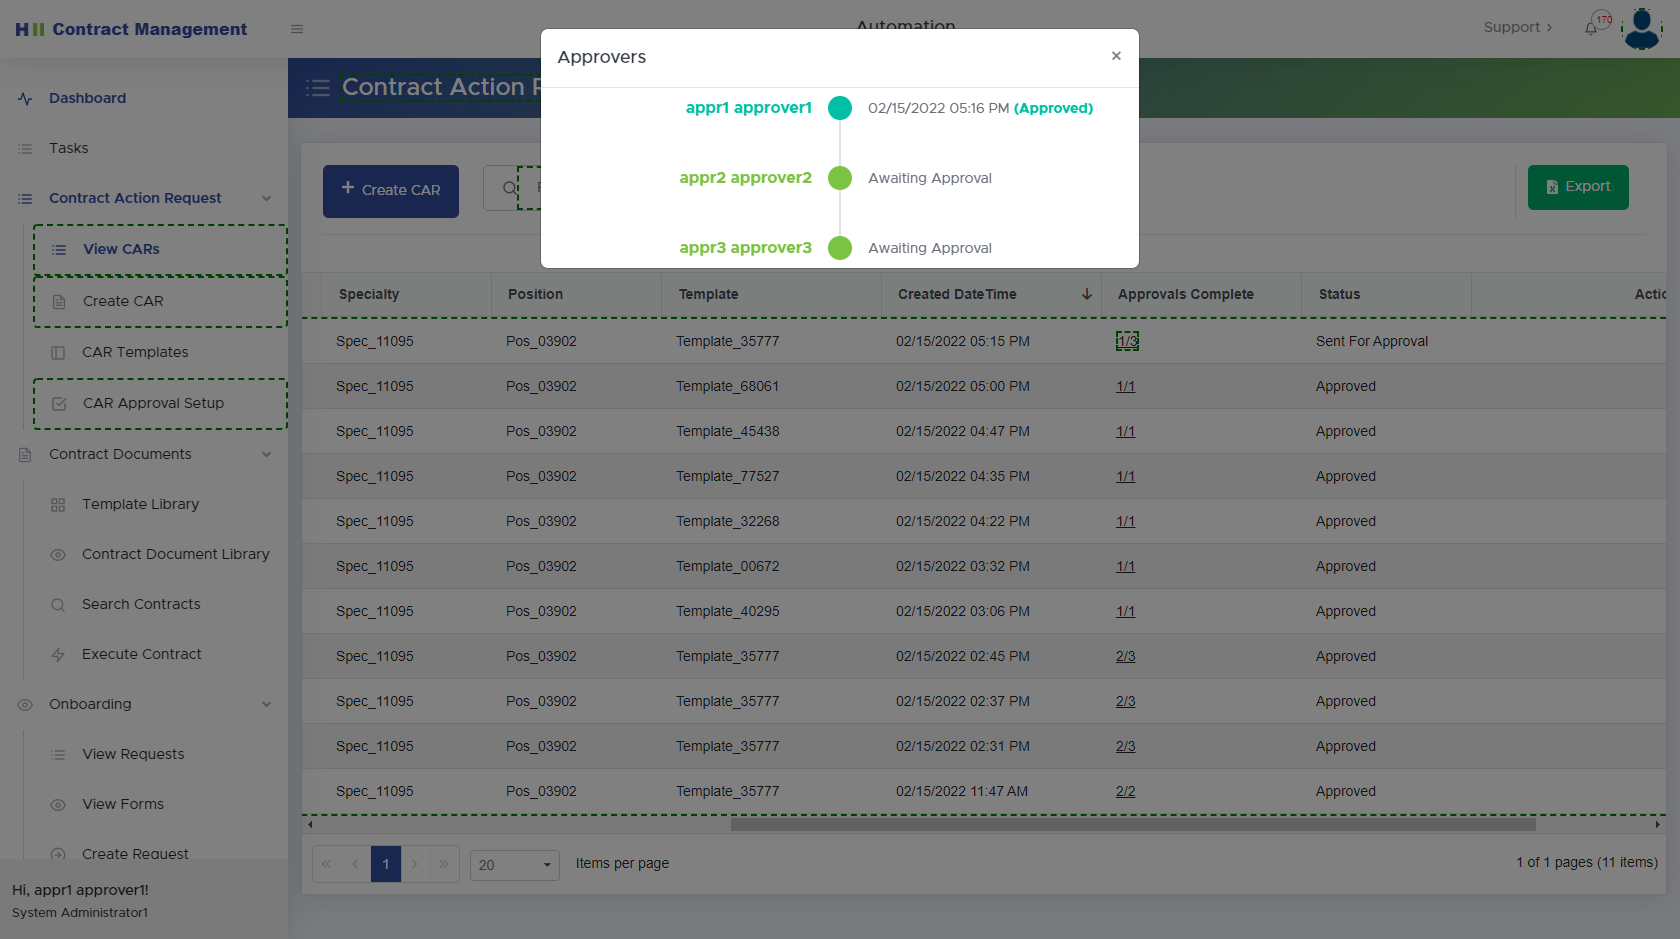 HII Contract Management
Automation
Support
170
Dashboard
Tasks
Contract Action Request
View CARs
Create CAR
CAR Templates
CAR Approval Setup
Contract Documents
Template Library
Contract Document Library
Search Contracts
Execute Contract
Onboarding
View Requests
View Forms
Create Request
Hi, appr1 approver1!
System Administrator1
Contract Action
Approvers ×
appr1 approver1 02/15/2022 05:16 PM (Approved)
appr2 approver2 Awaiting Approval
appr3 approver3 Awaiting Approval
+ Create CAR
Export
Specialty Position Template Created DateTime Approvals Complete Status
Spec_11095 Pos_03902 Template_35777 02/15/2022 05:15 PM 1/3 Sent For Approval
Spec_11095 Pos_03902 Template_68061 02/15/2022 05:00 PM 1/1 Approved
Spec_11095 Pos_03902 Template_45438 02/15/2022 04:47 PM 1/1 Approved
Spec_11095 Pos_03902 Template_77527 02/15/2022 04:35 PM 1/1 Approved
Spec_11095 Pos_03902 Template_32268 02/15/2022 04:22 PM 1/1 Approved
Spec_11095 Pos_03902 Template_00672 02/15/2022 03:32 PM 1/1 Approved
Spec_11095 Pos_03902 Template_40295 02/15/2022 03:06 PM 1/1 Approved
Spec_11095 Pos_03902 Template_35777 02/15/2022 02:45 PM 2/3 Approved
Spec_11095 Pos_03902 Template_35777 02/15/2022 02:37 PM 2/3 Approved
Spec_11095 Pos_03902 Template_35777 02/15/2022 02:31 PM 2/3 Approved
Spec_11095 Pos_03902 Template_35777 02/15/2022 11:47 AM 2/2 Approved
« ‹ 1 › » 20 Items per page 1 of 1 pages (11 items)